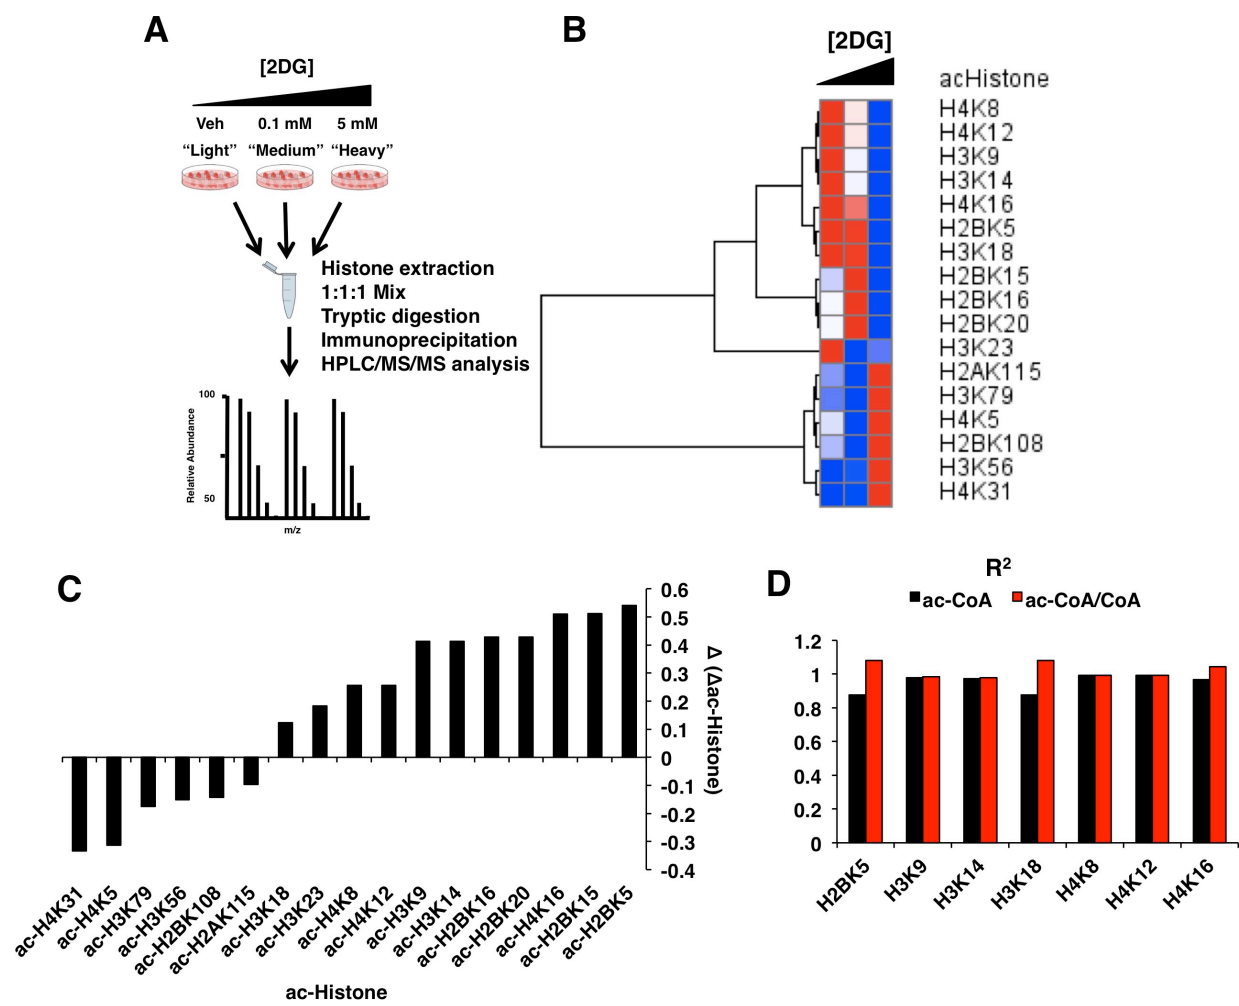 A
[2DG]
Veh 0.1 mM 5 mM
“Light” “Medium” “Heavy”
Histone extraction
1:1:1 Mix
Tryptic digestion
Immunoprecipitation
HPLC/MS/MS analysis
100
50
Relative Abundance
m/z
B
[2DG]
acHistone
H4K8
H4K12
H3K9
H3K14
H4K16
H2BK5
H3K18
H2BK15
H2BK16
H2BK20
H3K23
H2AK115
H3K79
H4K5
H2BK108
H3K56
H4K31
C
0.6
0.5
0.4
0.3
0.2
0.1
0
-0.1
-0.2
-0.3
-0.4
Δ (Δac-Histone)
ac-H4K31
ac-H4K5
ac-H3K79
ac-H3K56
ac-H2BK108
ac-H2AK115
ac-H3K18
ac-H3K23
ac-H4K8
ac-H4K12
ac-H3K9
ac-H3K14
ac-H2BK16
ac-H2BK20
ac-H4K16
ac-H2BK15
ac-H2BK5
ac-Histone
D
R²
ac-CoA ac-CoA/CoA
1.2
1
0.8
0.6
0.4
0.2
0
H2BK5
H3K9
H3K14
H3K18
H4K8
H4K12
H4K16